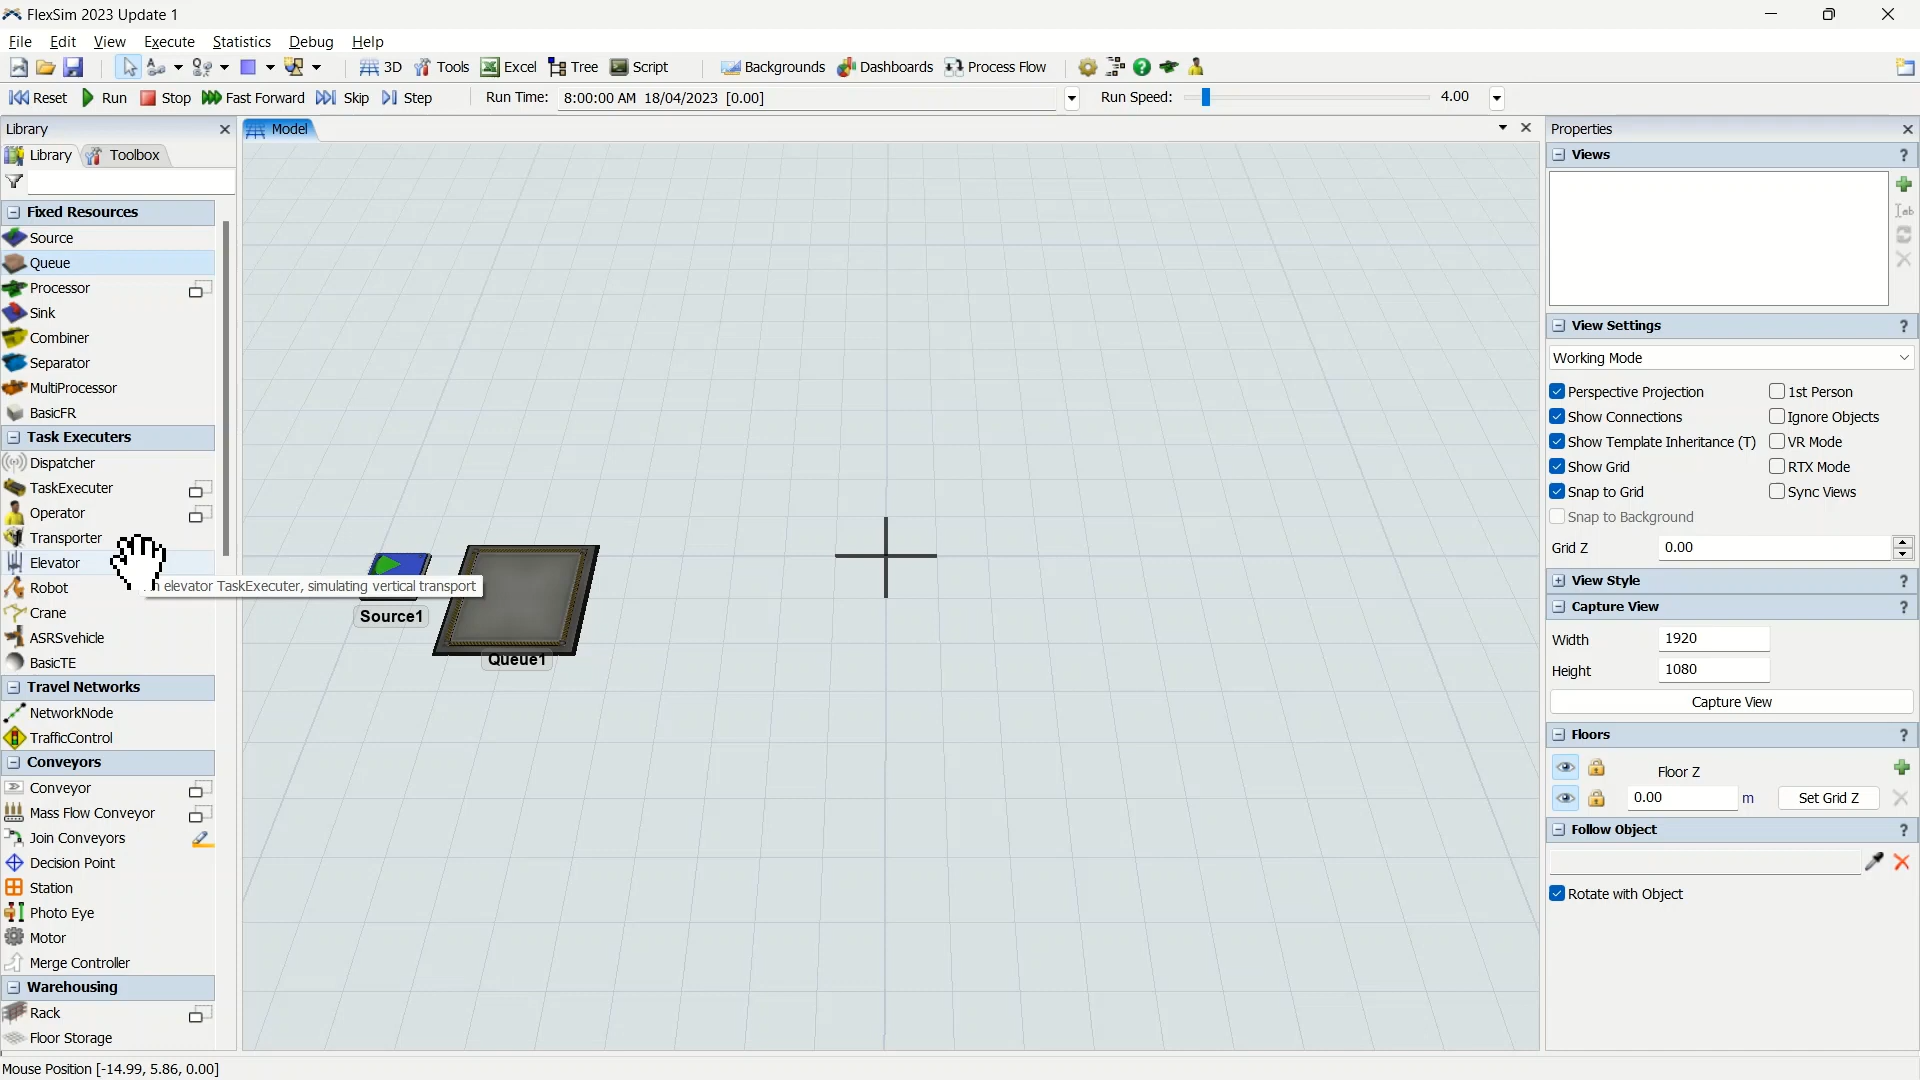 FlexSim 2023 Update 1
File Edit View Execute Statistics Debug Help
3D Tools Excel Tree Script Backgrounds Dashboards Process Flow
Reset Run Stop Fast Forward Skip Step Run Time: 8:00:00 AM 18/04/2023 [0.00] Run Speed: 4.00
Library
Library Toolbox
Fixed Resources
Source
Queue
Processor
Sink
Combiner
Separator
MultiProcessor
BasicFR
Task Executers
Dispatcher
TaskExecuter
Operator
Transporter
Elevator
Robot
Crane
ASRSvehicle
BasicTE
Travel Networks
NetworkNode
TrafficControl
Conveyors
Conveyor
Mass Flow Conveyor
Join Conveyors
Decision Point
Station
Photo Eye
Motor
Merge Controller
Warehousing
Rack
Floor Storage
Model
elevator TaskExecuter, simulating vertical transport
Source1
Queue1
Properties
Views
View Settings
Working Mode
Perspective Projection 1st Person
Show Connections Ignore Objects
Show Template Inheritance (T) VR Mode
Show Grid RTX Mode
Snap to Grid Sync Views
Snap to Background
Grid Z 0.00
View Style
Capture View
Width 1920
Height 1080
Capture View
Floors
Floor Z
0.00 m Set Grid Z
Follow Object
Rotate with Object
Mouse Position [-14.99, 5.86, 0.00]